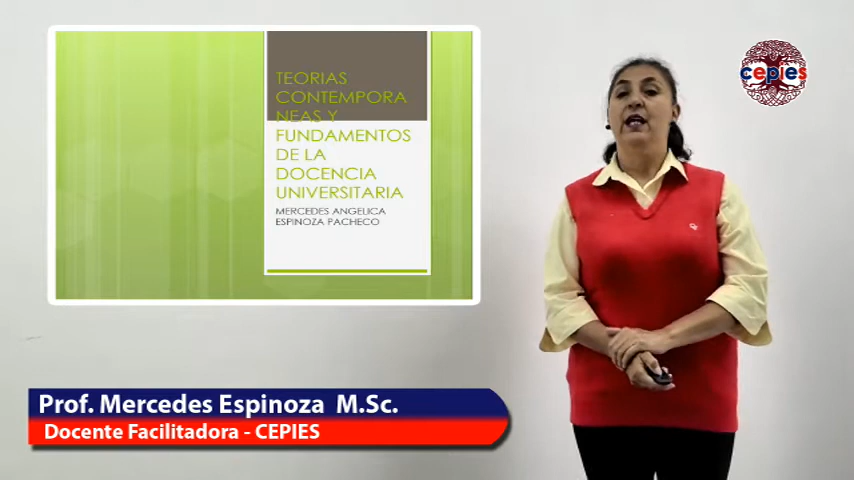 TEORIAS
CONTEMPORA
NEAS Y
FUNDAMENTOS
DE LA
DOCENCIA
UNIVERSITARIA
MERCEDES ANGELICA
ESPINOZA PACHECO
cepies
Prof. Mercedes Espinoza M.Sc.
Docente Facilitadora - CEPIES